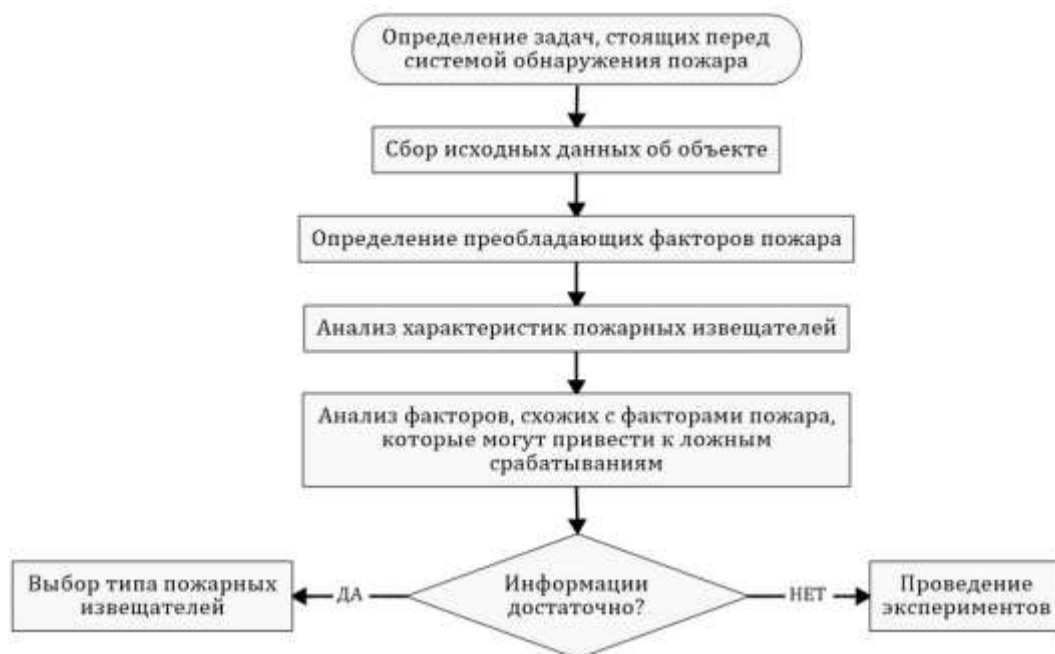 Определение задач, стоящих перед
системой обнаружения пожара
Сбор исходных данных об объекте
Определение преобладающих факторов пожара
Анализ характеристик пожарных извещателей
Анализ факторов, схожих с факторами пожара,
которые могут привести к ложным
срабатываниям
Информации
достаточно?
ДА
Выбор типа пожарных
извещателей
НЕТ
Проведение
экспериментов